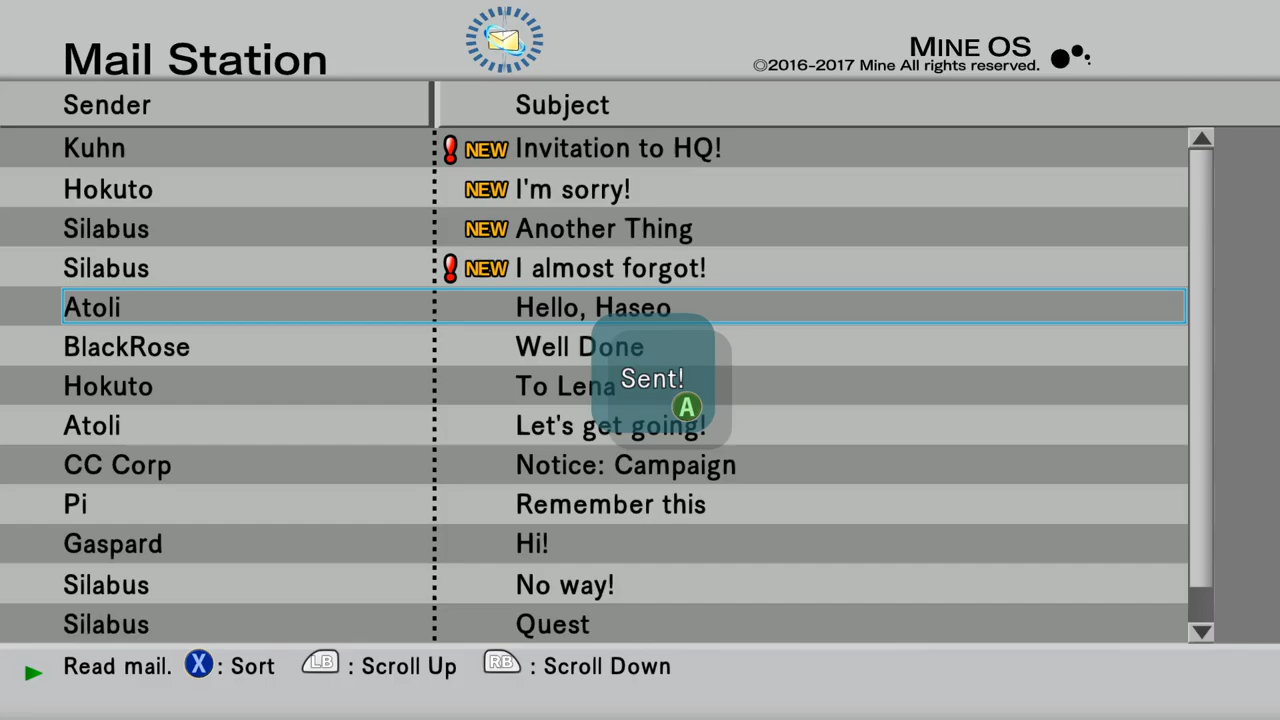 Mail Station
MINE OS
©2016-2017 Mine All rights reserved.
Sender Subject
Kuhn NEW Invitation to HQ!
Hokuto NEW I'm sorry!
Silabus NEW Another Thing
Silabus NEW I almost forgot!
Atoli Hello, Haseo
BlackRose Well Done
Sent!
A
Hokuto To Lena
Atoli Let's get going!
CC Corp Notice: Campaign
Pi Remember this
Gaspard Hi!
Silabus No way!
Silabus Quest
Read mail. X : Sort LB : Scroll Up RB : Scroll Down